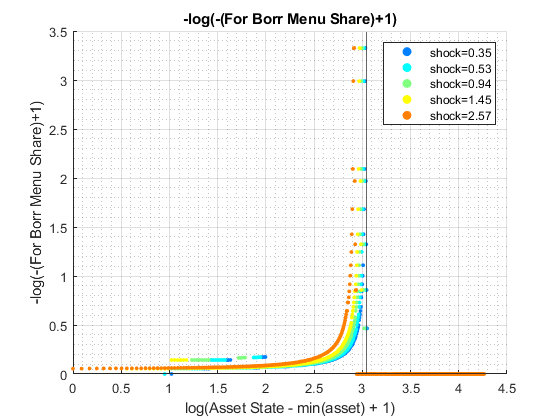 -log(-(For Borr Menu Share)+1)
-log(-(For Borr Menu Share)+1)
3.5
3
2.5
2
1.5
1
0.5
0
shock=0.35
shock=0.53
shock=0.94
shock=1.45
shock=2.57
0 0.5 1 1.5 2 2.5 3 3.5 4 4.5
log(Asset State - min(asset) + 1)